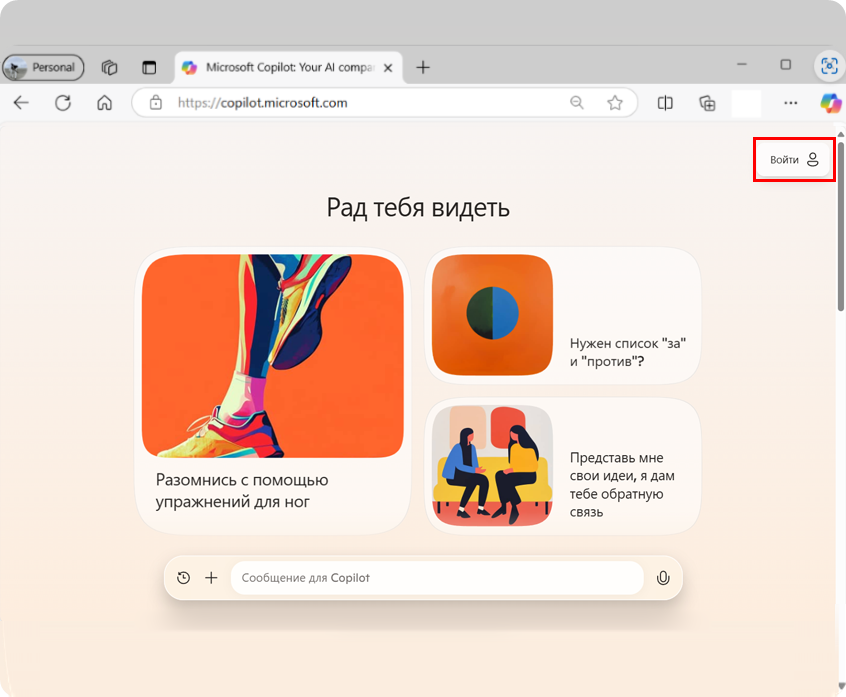 Personal
Microsoft Copilot: Your AI compa
https://copilot.microsoft.com
Войти
Рад тебя видеть
Разомнись с помощью
упражнений для ног
Нужен список "за"
и "против"?
Представь мне
свои идеи, я дам
тебе обратную
связь
Сообщение для Copilot